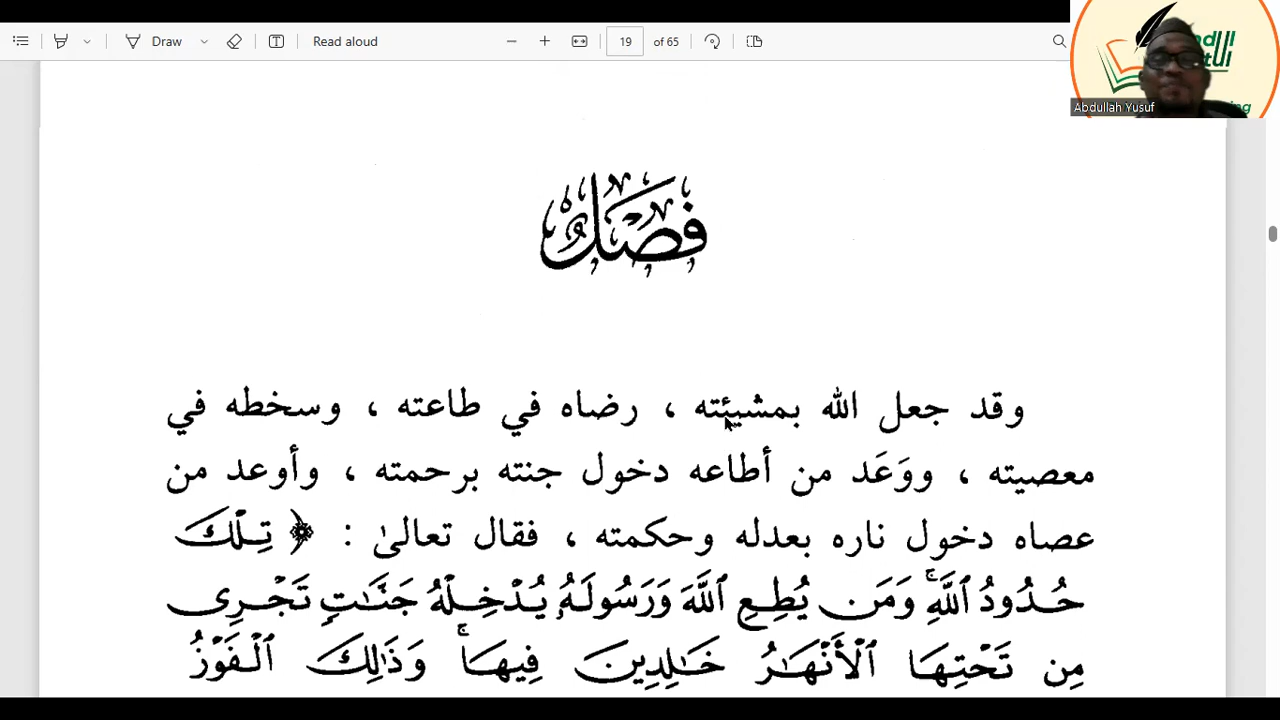 Draw
Read aloud
19 of 65
Abdullah Yusuf
فَصْلٌ
وقد جعل الله بمشيئته ، رضاه في طاعته ، وسخطه في
معصيته ، ووَعَد من أطاعه دخول جنته برحمته ، وأوعد من
عصاه دخول ناره بعدله وحكمته ، فقال تعالىٰ : ﴿ تِلْكَ
حُدُودُ ٱللَّهِۚ وَمَن يُطِعِ ٱللَّهَ وَرَسُولَهُۥ يُدْخِلْهُ جَنَّٰتٍ تَجْرِى
مِن تَحْتِهَا ٱلْأَنْهَٰرُ خَٰلِدِينَ فِيهَاۚ وَذَٰلِكَ ٱلْفَوْزُ